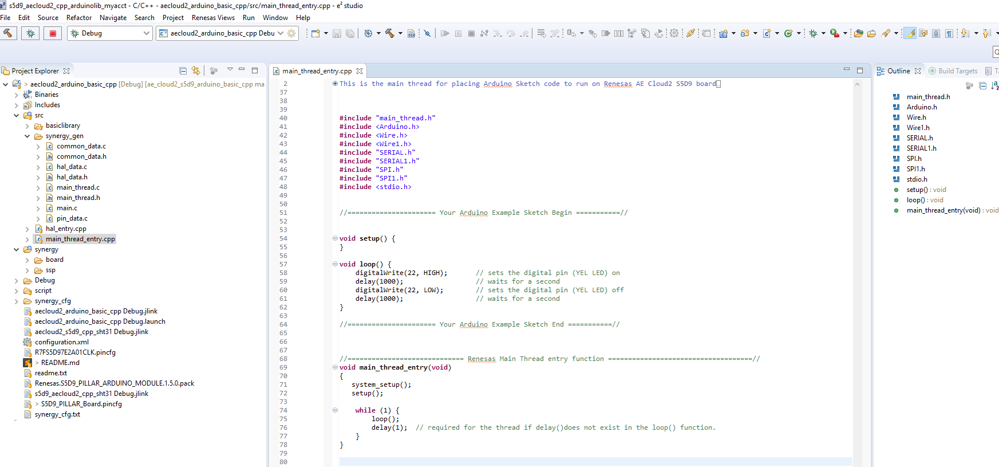 s5d9_aecloud2_cpp_arduinolib_myacct - C/C++ - aecloud2_arduino_basic_cpp/src/main_thread_entry.cpp - e² studio
File Edit Source Refactor Navigate Search Project Renesas Views Run Window Help
Debug
aecloud2_arduino_basic_cpp Debu
Project Explorer
> aecloud2_arduino_basic_cpp [Debug] [ae_cloud2_s5d9_arduino_basic_cpp ma
Binaries
Includes
src
basiclibrary
synergy_gen
common_data.c
common_data.h
hal_data.c
hal_data.h
main_thread.c
main_thread.h
main.c
pin_data.c
hal_entry.cpp
main_thread_entry.cpp
synergy
board
ssp
Debug
script
synergy_cfg
aecloud2_arduino_basic_cpp Debug.jlink
aecloud2_arduino_basic_cpp Debug.launch
aecloud2_s5d9_cpp_sht31 Debug.jlink
configuration.xml
R7FS5D97E2A01CLK.pincfg
> README.md
readme.txt
Renesas.S5D9_PILLAR_ARDUINO_MODULE.1.5.0.pack
s5d9_aecloud2_cpp_sht31 Debug.jlink
> S5D9_PILLAR_Board.pincfg
synergy_cfg.txt
main_thread_entry.cpp
2 This is the main thread for placing Arduino Sketch code to run on Renesas AE Cloud2 S5D9 board
37
38
39
40 #include "main_thread.h"
41 #include <Arduino.h>
42 #include <Wire.h>
43 #include <Wire1.h>
44 #include "SERIAL.h"
45 #include "SERIAL1.h"
46 #include "SPI.h"
47 #include "SPI1.h"
48 #include <stdio.h>
49
50
51 //====================== Your Arduino Example Sketch Begin ===========//
52
53
54 void setup() {
55 }
56
57 void loop() {
58 digitalWrite(22, HIGH); // sets the digital pin (YEL LED) on
59 delay(1000); // waits for a second
60 digitalWrite(22, LOW); // sets the digital pin (YEL LED) off
61 delay(1000); // waits for a second
62 }
63
64 //====================== Your Arduino Example Sketch End ===========//
65
66
67
68 //============================= Renesas Main Thread entry function ====================================//
69 void main_thread_entry(void)
70 {
71 system_setup();
72 setup();
73
74 while (1) {
75 loop();
76 delay(1); // required for the thread if delay()does not exist in the loop() function.
77 }
78 }
79
80
Outline Build Targets
main_thread.h
Arduino.h
Wire.h
Wire1.h
SERIAL.h
SERIAL1.h
SPI.h
SPI1.h
stdio.h
setup() : void
loop() : void
main_thread_entry(void) : void